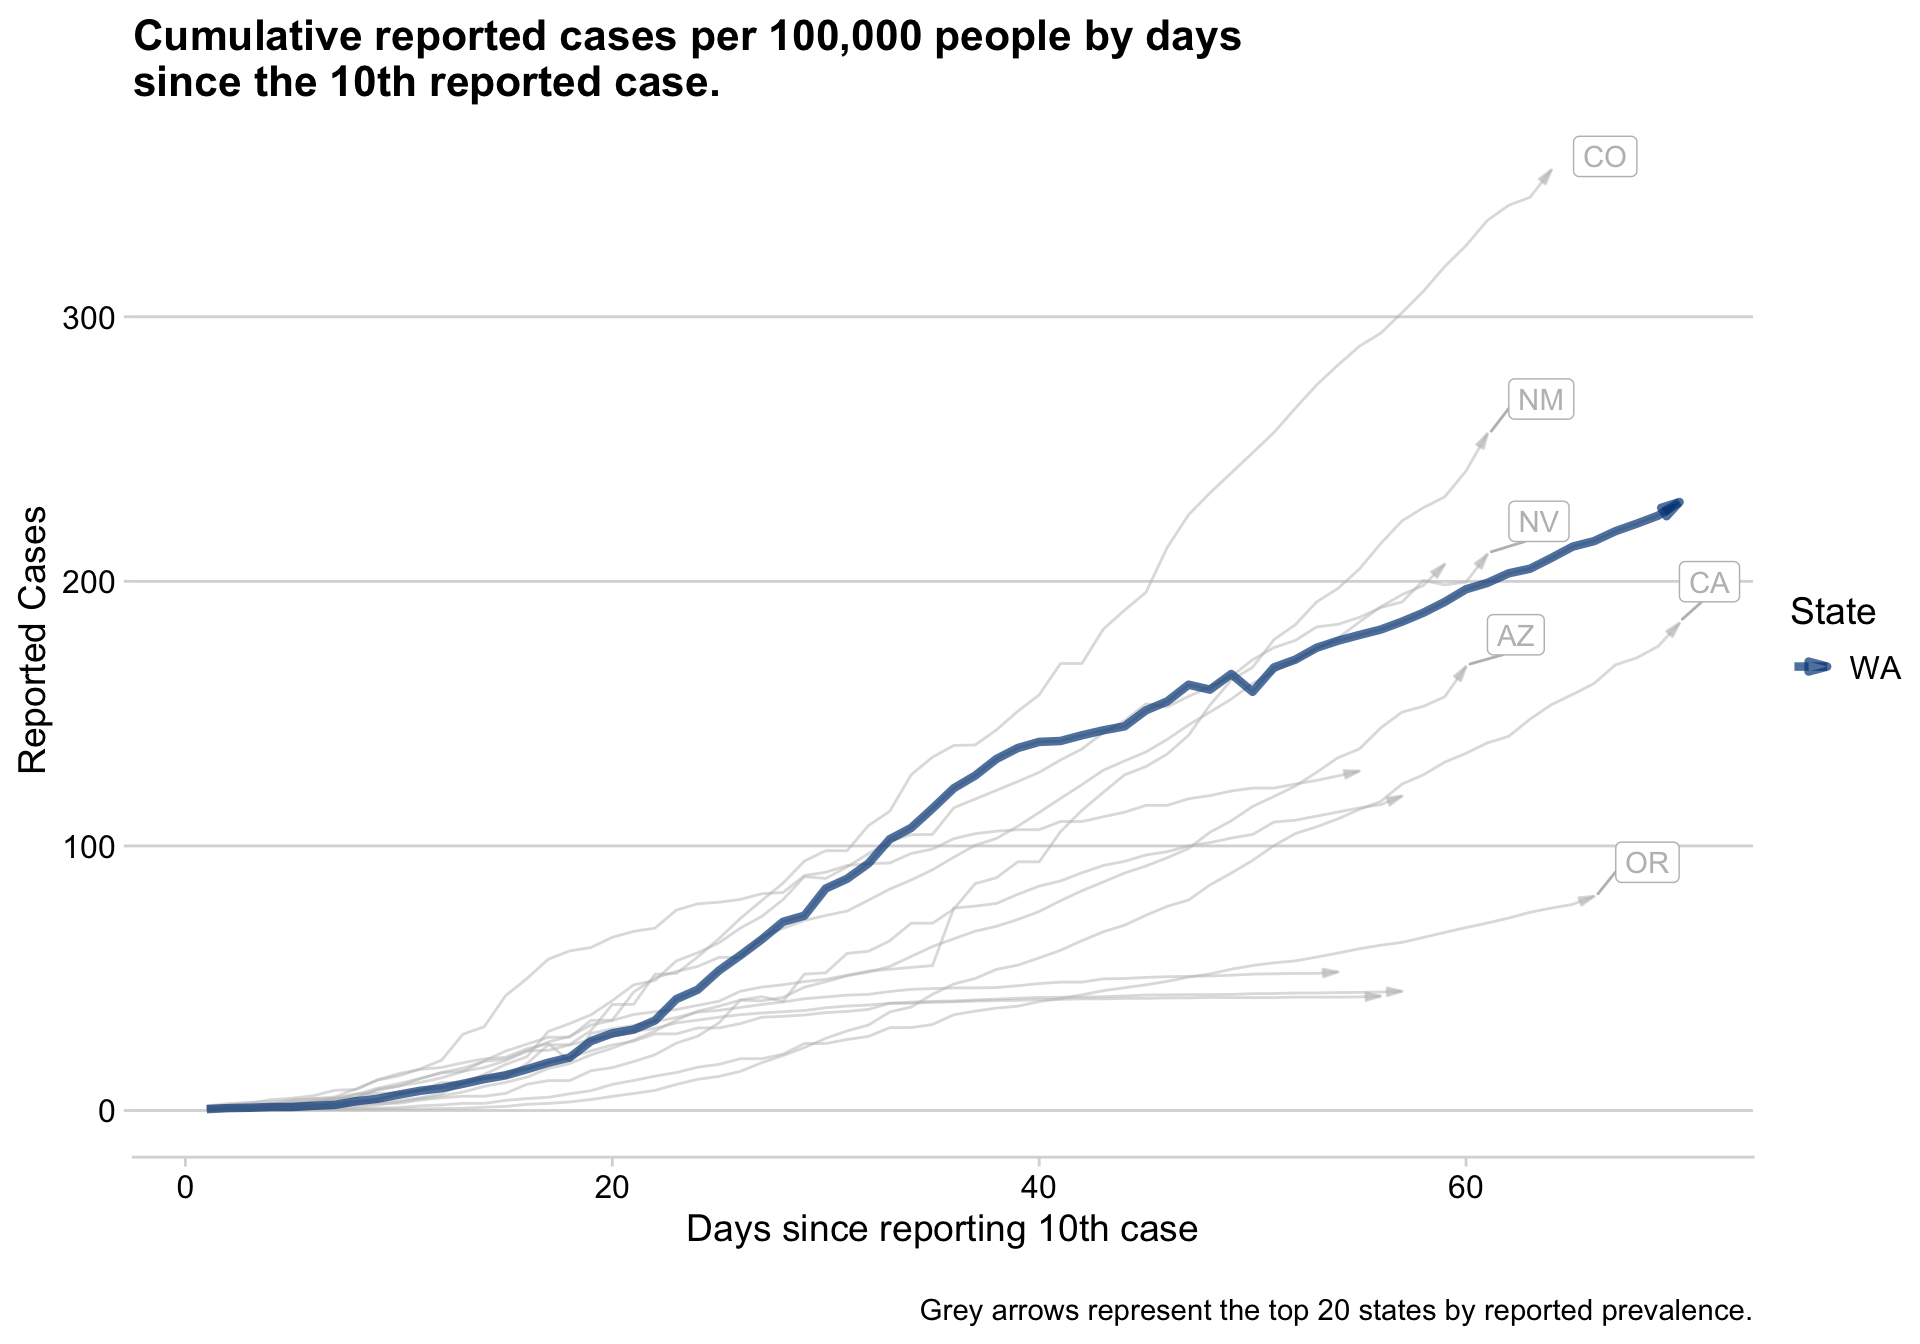 Cumulative reported cases per 100,000 people by days
since the 10th reported case.
CO
300
NM
NV
200
CA
AZ
Reported Cases
State
WA
100
OR
0
0 20 40 60
Days since reporting 10th case
Grey arrows represent the top 20 states by reported prevalence.